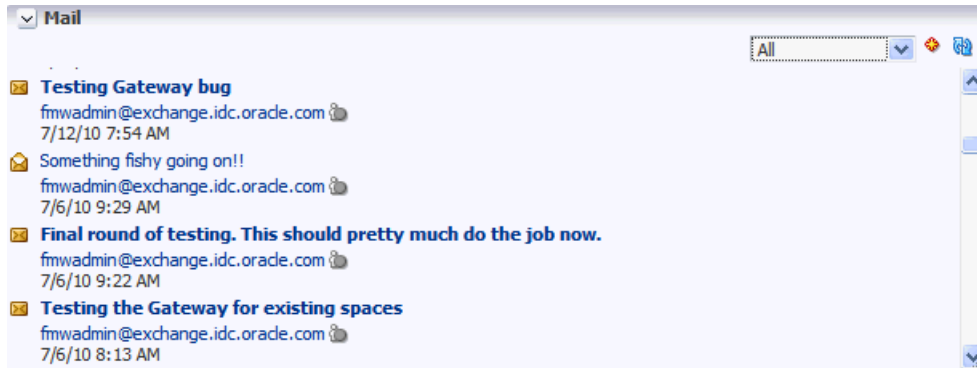 Mail
All
Testing Gateway bug
fmwadmin@exchange.idc.oracle.com
7/12/10 7:54 AM
Something fishy going on!!
fmwadmin@exchange.idc.oracle.com
7/6/10 9:29 AM
Final round of testing. This should pretty much do the job now.
fmwadmin@exchange.idc.oracle.com
7/6/10 9:22 AM
Testing the Gateway for existing spaces
fmwadmin@exchange.idc.oracle.com
7/6/10 8:13 AM